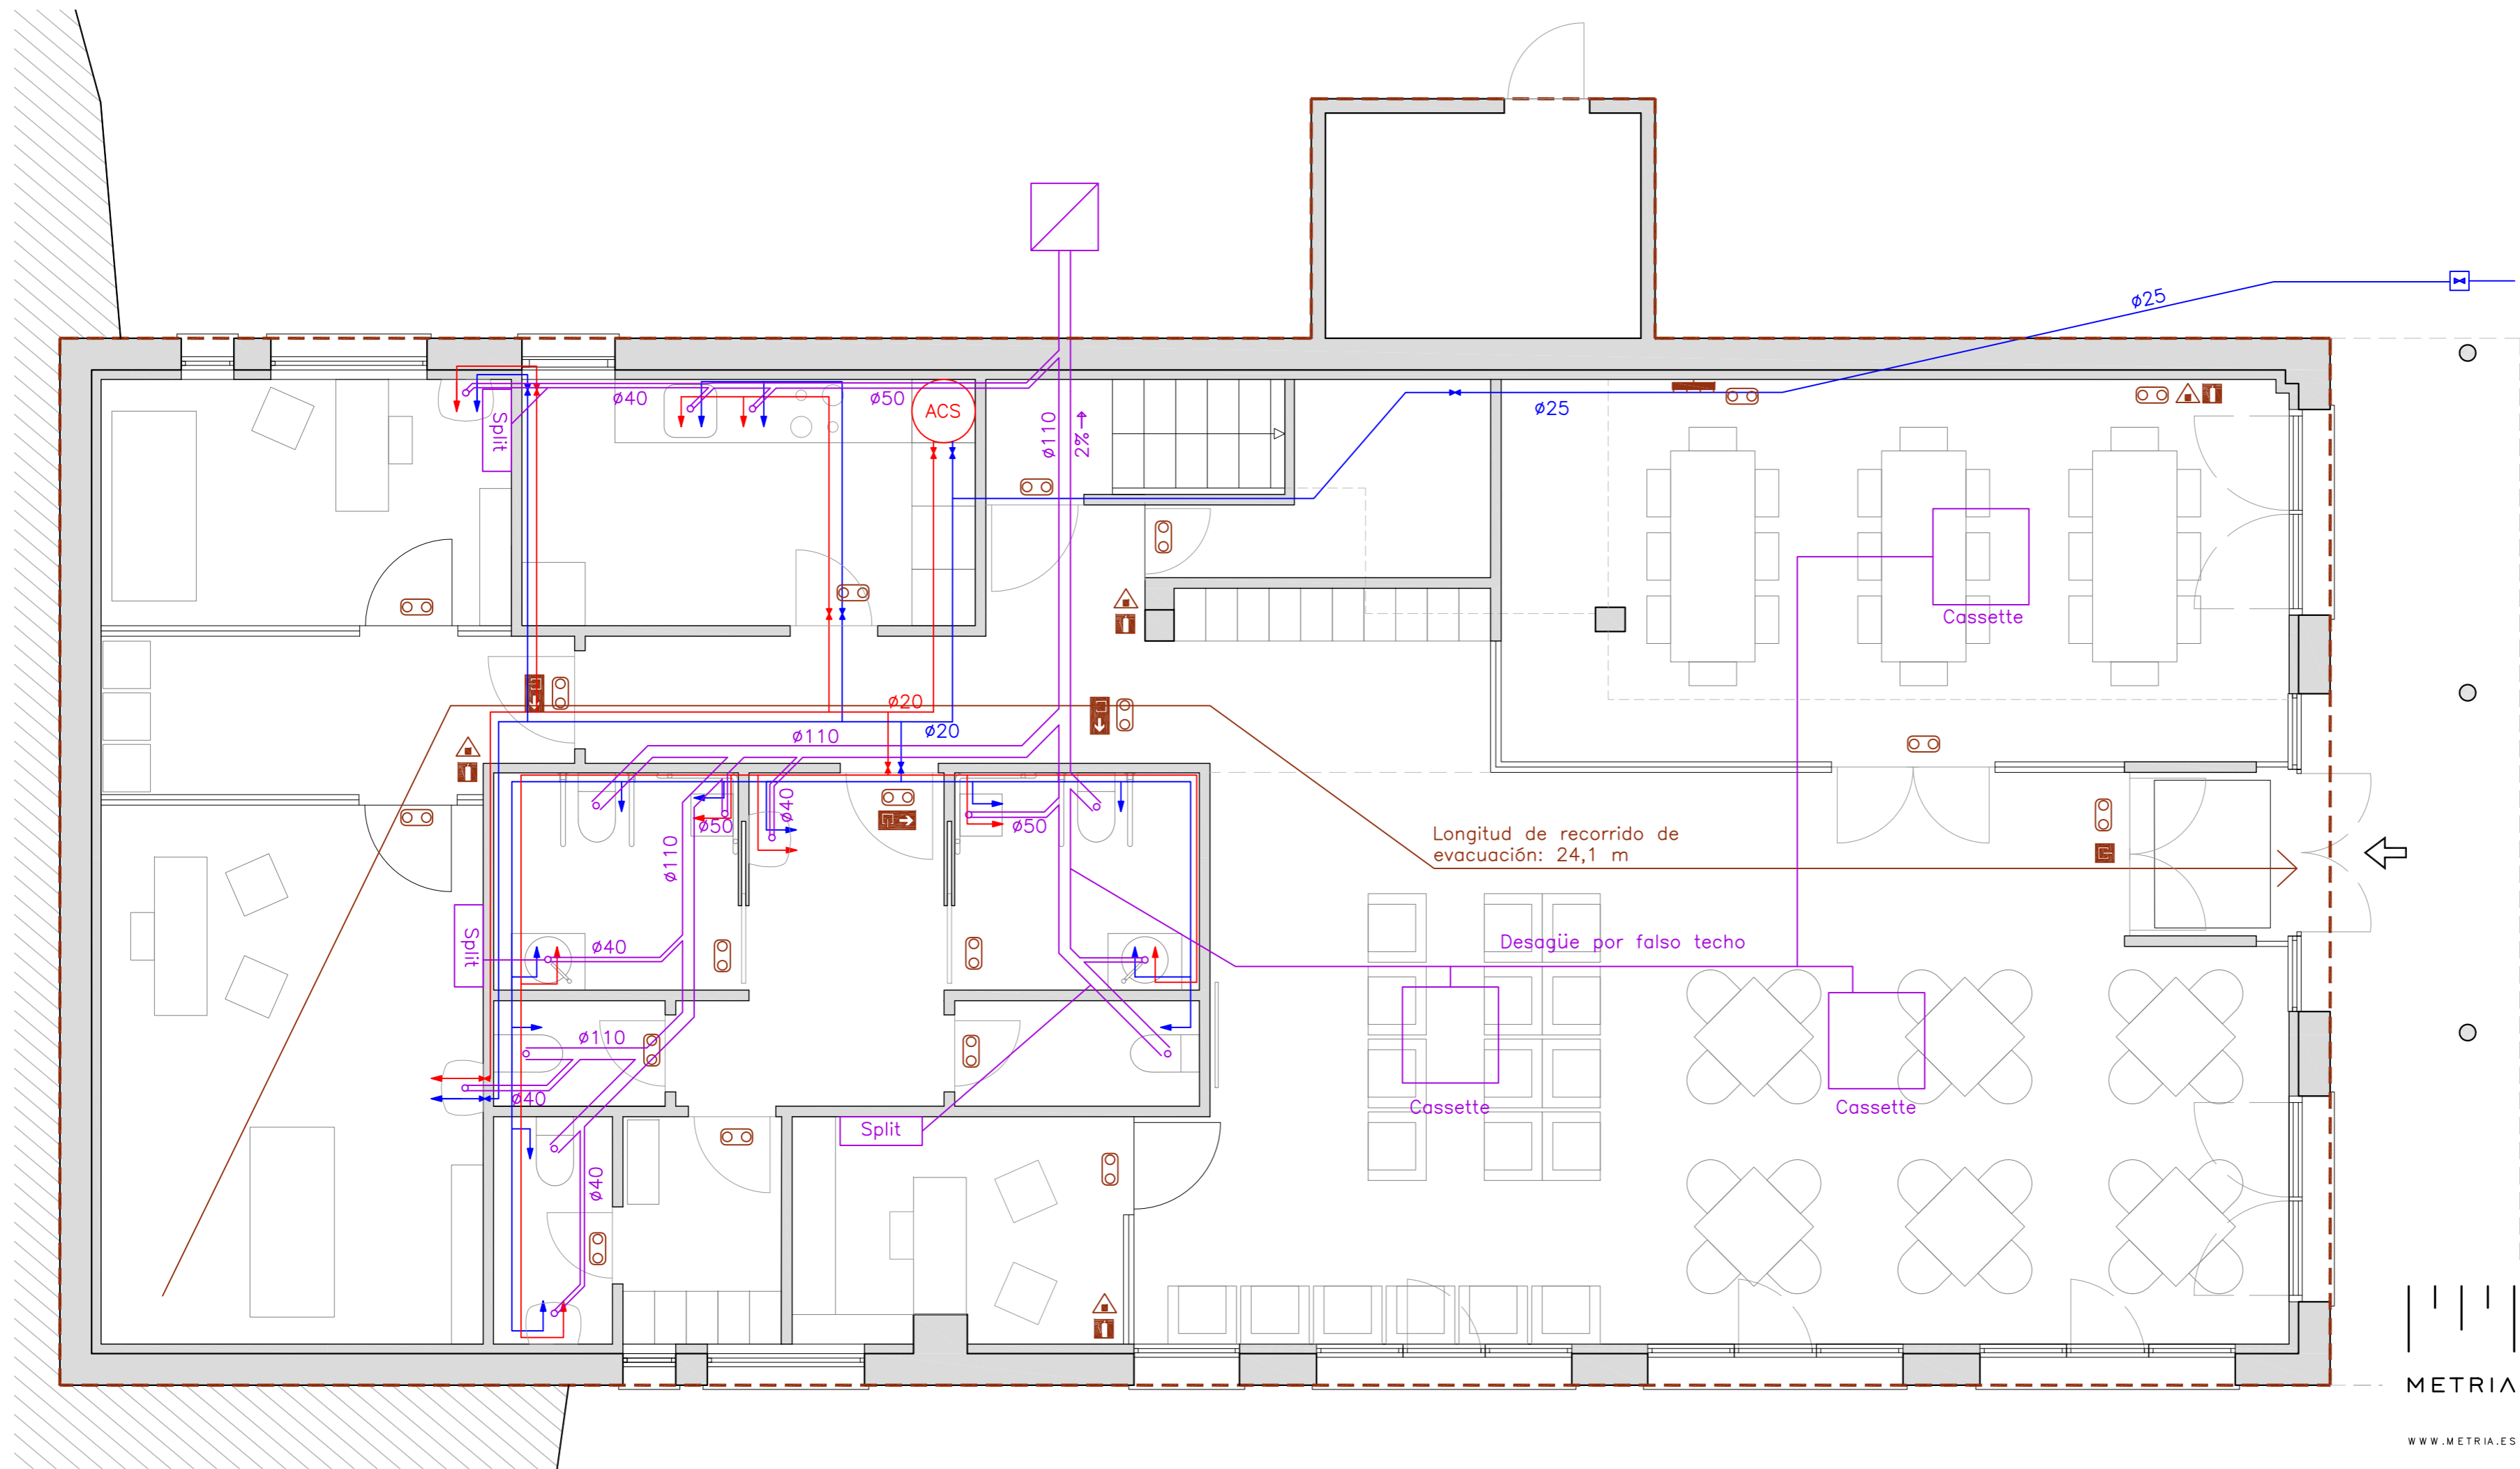 ø25
ø40
ø50
ACS
Split
ø110
2%
ø25
Cassette
ø20
ø20
ø110
ø50
ø40
ø50
ø110
Longitud de recorrido de
evacuación: 24,1 m
Split
ø40
Desagüe por falso techo
ø110
ø40
Cassette
Cassette
Split
ø40
METRIA
WWW.METRIA.ES